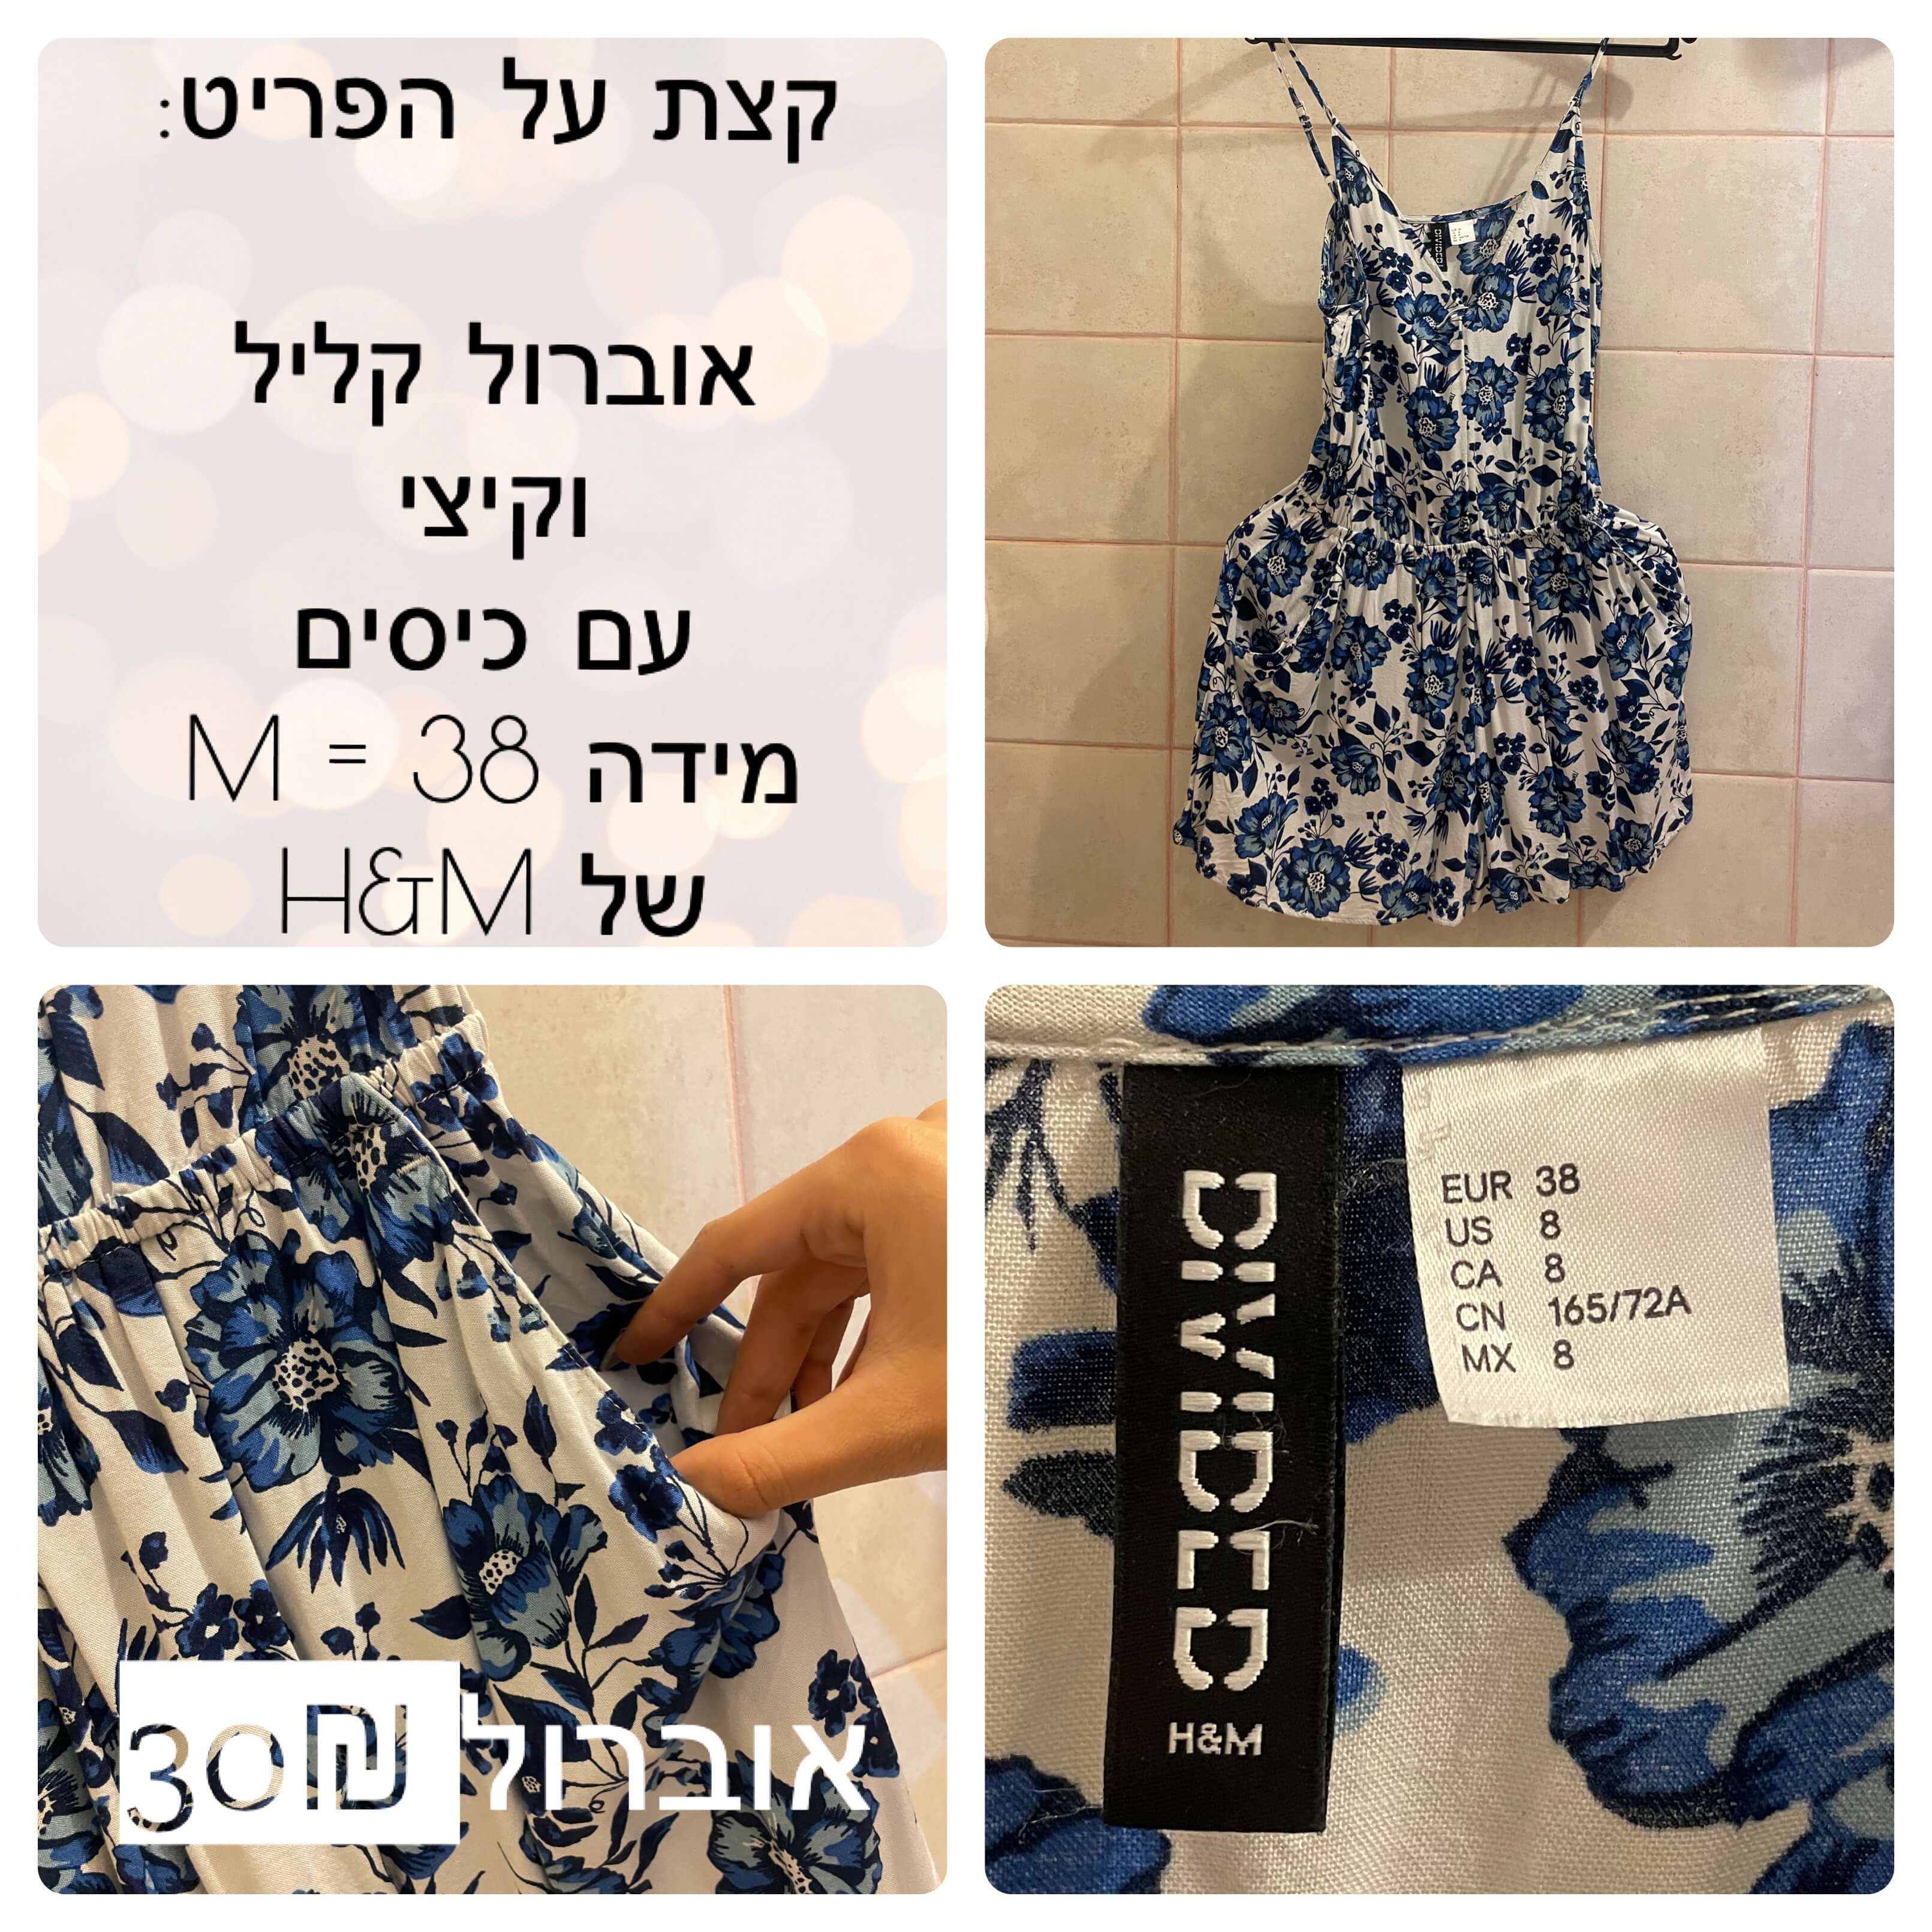 קצת על הפריט:
אוברול קליל
וקיצי
עם כיסים
מידה 38 = M
של H&M
DIVIDED
אוברול 30₪
DIVIDED
H&M
EUR 38
US 8
CA 8
CN 165/72A
MX 8